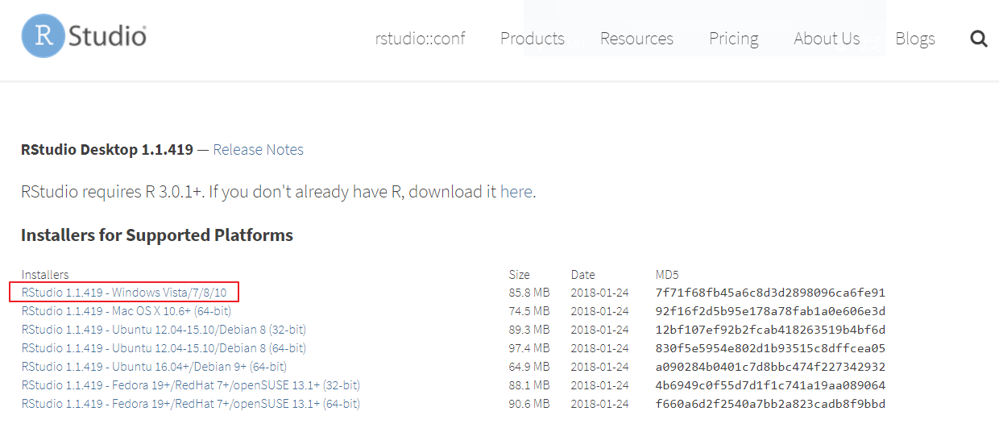 R Studio
rstudio::conf Products Resources Pricing About Us Blogs
RStudio Desktop 1.1.419 — Release Notes
RStudio requires R 3.0.1+. If you don't already have R, download it here.
Installers for Supported Platforms
Installers Size Date MD5
RStudio 1.1.419 - Windows Vista/7/8/10 85.8 MB 2018-01-24 7f71f68fb45a6c8d3d2898096ca6fe91
RStudio 1.1.419 - Mac OS X 10.6+ (64-bit) 74.5 MB 2018-01-24 92f16f2d5b95e178a78fab1a0e606e3d
RStudio 1.1.419 - Ubuntu 12.04-15.10/Debian 8 (32-bit) 89.3 MB 2018-01-24 12bf107ef92b2fcab418263519b4bf6d
RStudio 1.1.419 - Ubuntu 12.04-15.10/Debian 8 (64-bit) 97.4 MB 2018-01-24 830f5e5954e802d1b93515c8dffcea05
RStudio 1.1.419 - Ubuntu 16.04+/Debian 9+ (64-bit) 64.9 MB 2018-01-24 a090284b0401c7d8bbc474f227342932
RStudio 1.1.419 - Fedora 19+/RedHat 7+/openSUSE 13.1+ (32-bit) 88.1 MB 2018-01-24 4b6949c0f55d7d1f1c741a19aa089064
RStudio 1.1.419 - Fedora 19+/RedHat 7+/openSUSE 13.1+ (64-bit) 90.6 MB 2018-01-24 f660a6d2f2540a7bb2a823cadb8f9bbd